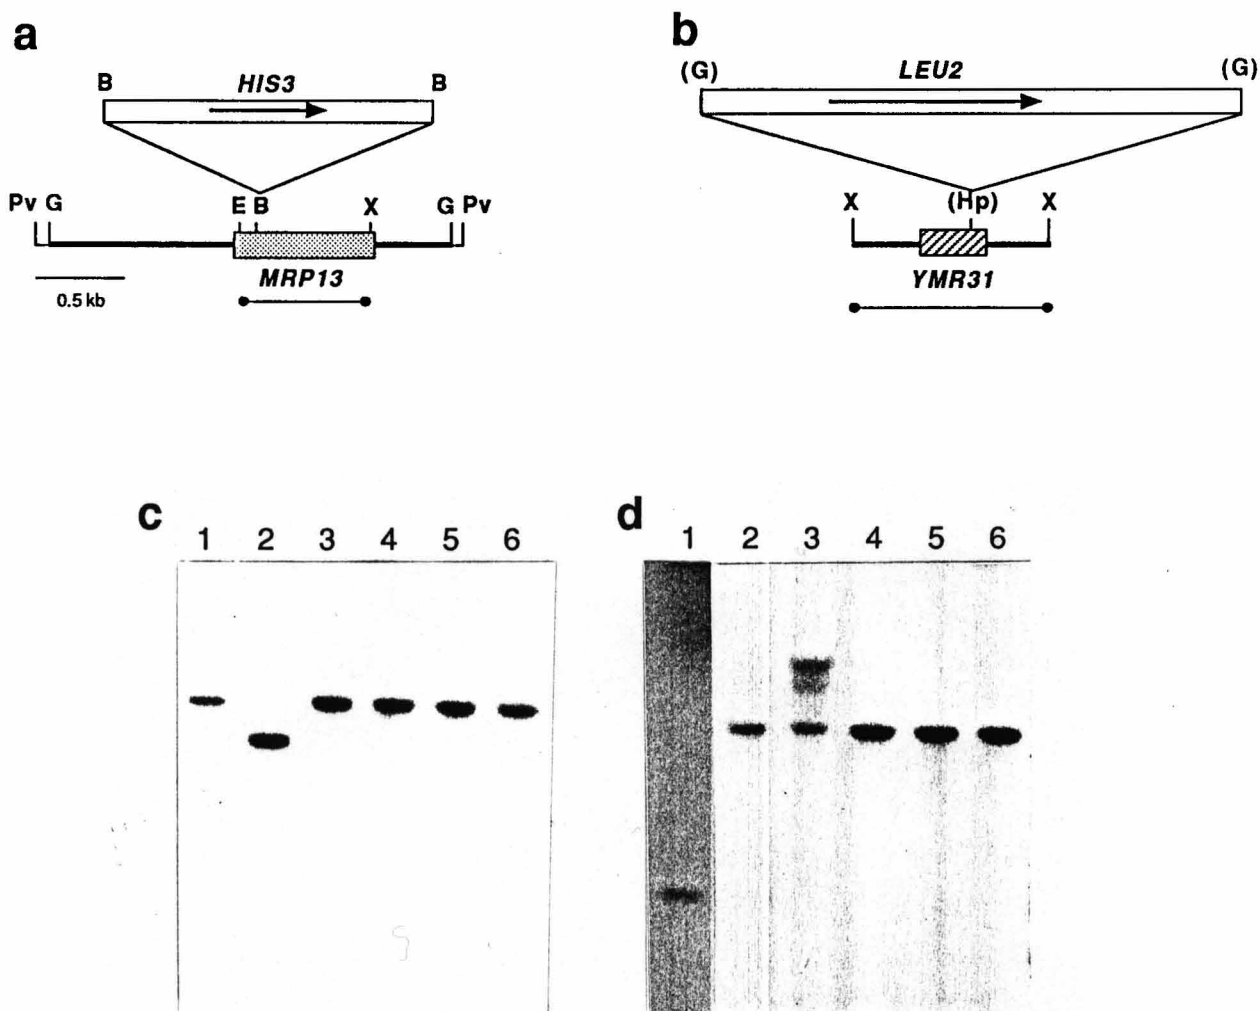 a
B HIS3 B
Pv G E B X G Pv
MRP13
0.5 kb
b
(G) LEU2 (G)
X (Hp) X
YMR31
c
1 2 3 4 5 6
d
1 2 3 4 5 6